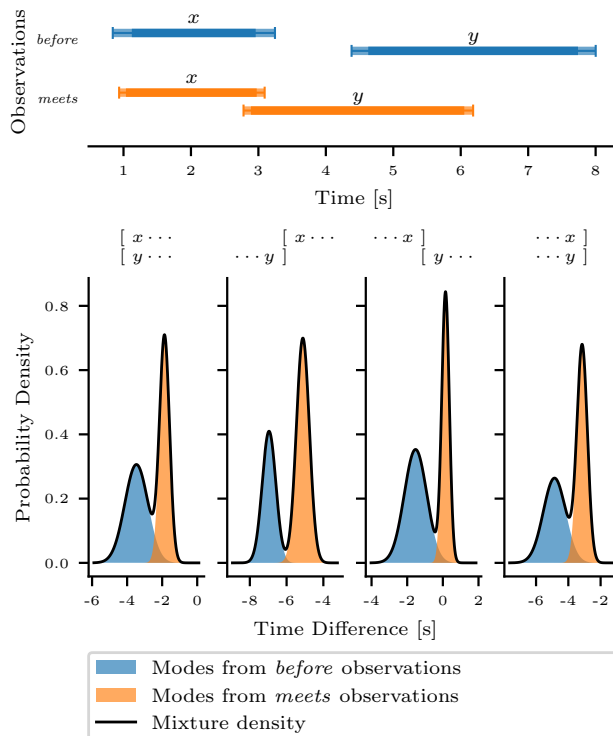 Observations
before
meets
x
y
x
y
1 2 3 4 5 6 7 8
Time [s]
[ x ··· [ x ··· ··· x ] ··· x ]
[ y ··· ··· y ] [ y ··· ··· y ]
Probability Density
0.8
0.6
0.4
0.2
0.0
-6 -4 -2 0 -8 -6 -4 -4 -2 0 2 -6 -4 -2
Time Difference [s]
Modes from before observations
Modes from meets observations
Mixture density